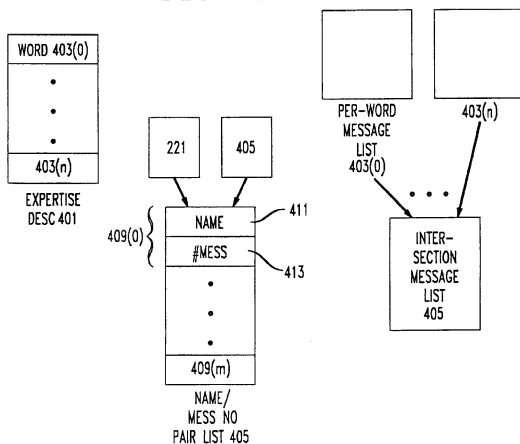 WORD 403(0)
403(n)
EXPERTISE
DESC 401
221
405
409(0)
NAME
411
#MESS
413
409(m)
NAME/
MESS NO
PAIR LIST 405
PER-WORD
MESSAGE
LIST
403(0)
403(n)
INTER-
SECTION
MESSAGE
LIST
405